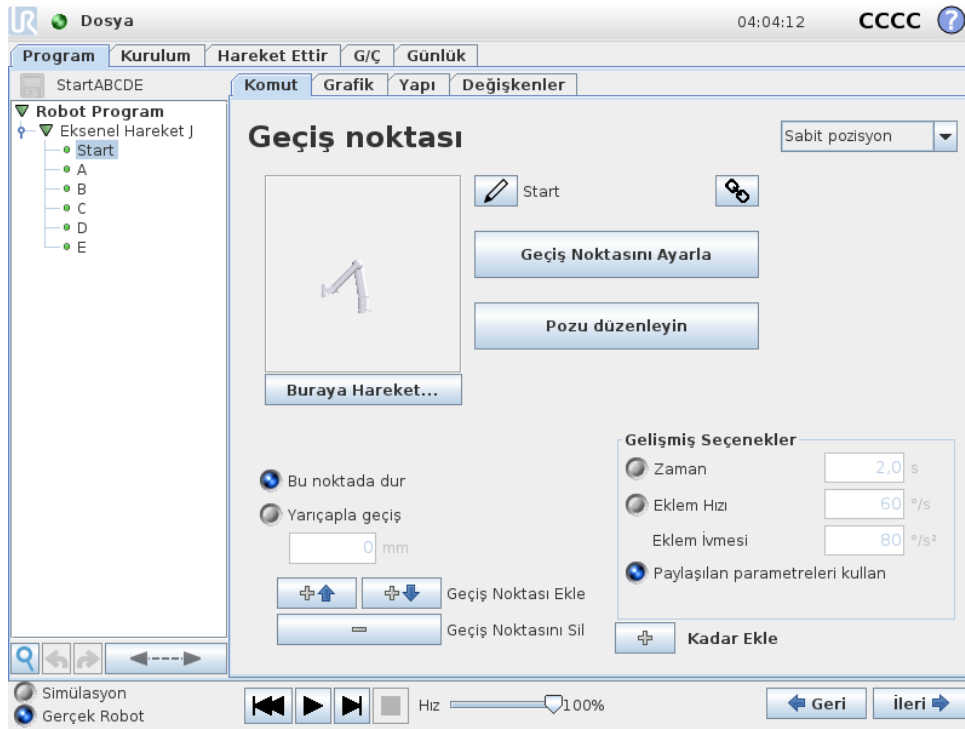 UR Dosya 04:04:12 CCCC ?
Program Kurulum Hareket Ettir G/Ç Günlük
StartABCDE Komut Grafik Yapı Değişkenler
Robot Program
Eksenel Hareket J
Start
A
B
C
D
E
Geçiş noktası
Sabit pozisyon
Start
Geçiş Noktasını Ayarla
Pozu düzenleyin
Buraya Hareket...
Bu noktada dur
Yarıçapla geçiş
0 mm
Geçiş Noktası Ekle
Geçiş Noktasını Sil
Gelişmiş Seçenekler
Zaman 2,0 s
Eklem Hızı 60 °/s
Eklem İvmesi 80 °/s²
Paylaşılan parametreleri kullan
Kadar Ekle
Simülasyon
Gerçek Robot
Hız 100%
Geri İleri